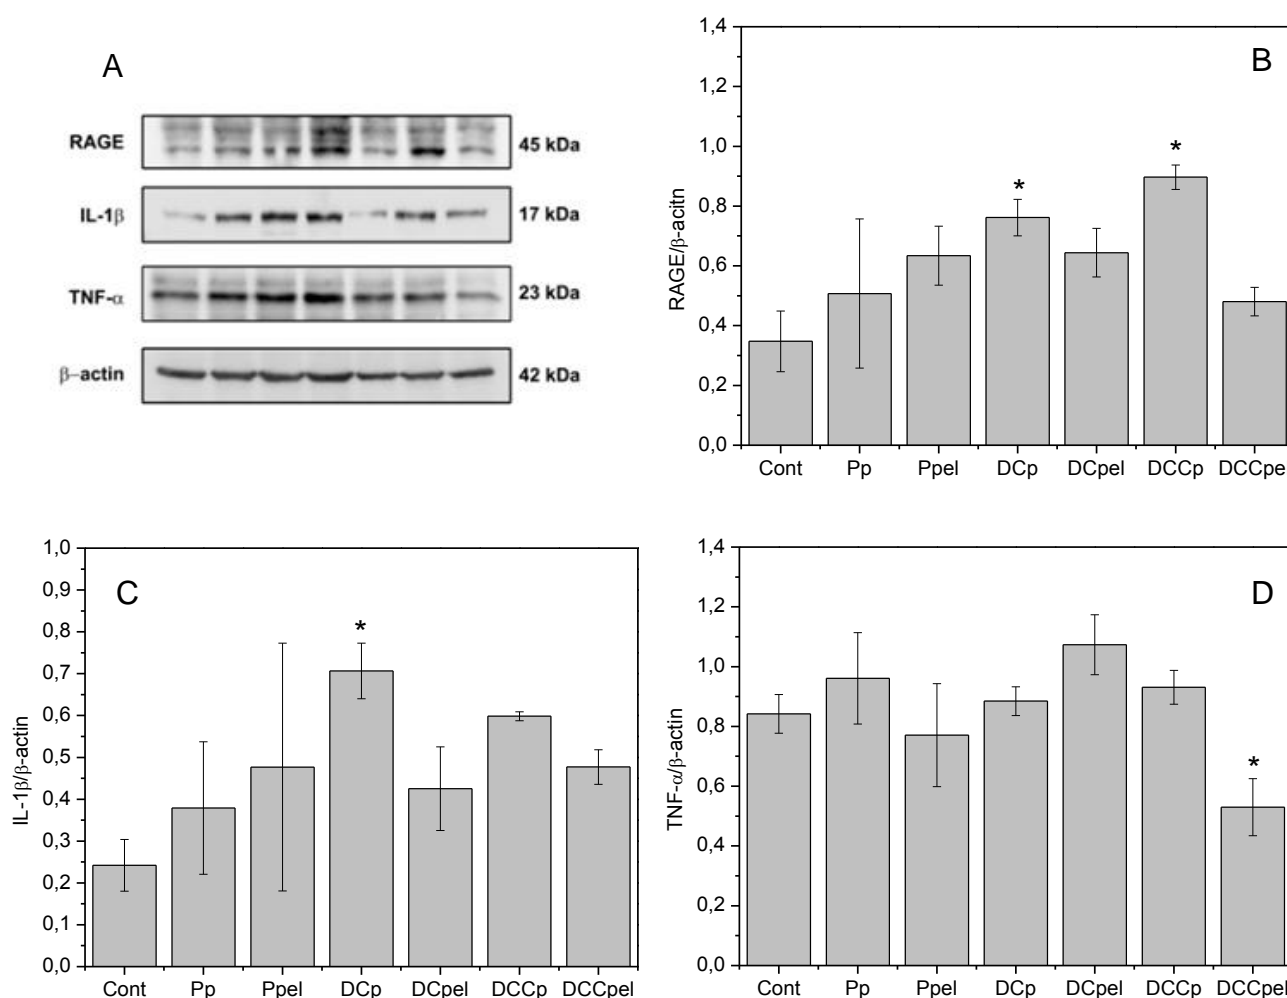 A
RAGE
45 kDa
IL-1β
17 kDa
TNF-α
23 kDa
β-actin
42 kDa
B
RAGE/β-acitn
1,4
1,2
1,0
0,8
0,6
0,4
0,2
0,0
*
*
Cont Pp Ppel DCp DCpel DCCp DCCpe
C
IL-1β/β-actin
1,0
0,9
0,8
0,7
0,6
0,5
0,4
0,3
0,2
0,1
0,0
*
Cont Pp Ppel DCp DCpel DCCp DCCpel
D
TNF-α/β-actin
1,4
1,2
1,0
0,8
0,6
0,4
0,2
0,0
*
Cont Pp Ppel DCp DCpel DCCp DCCpel